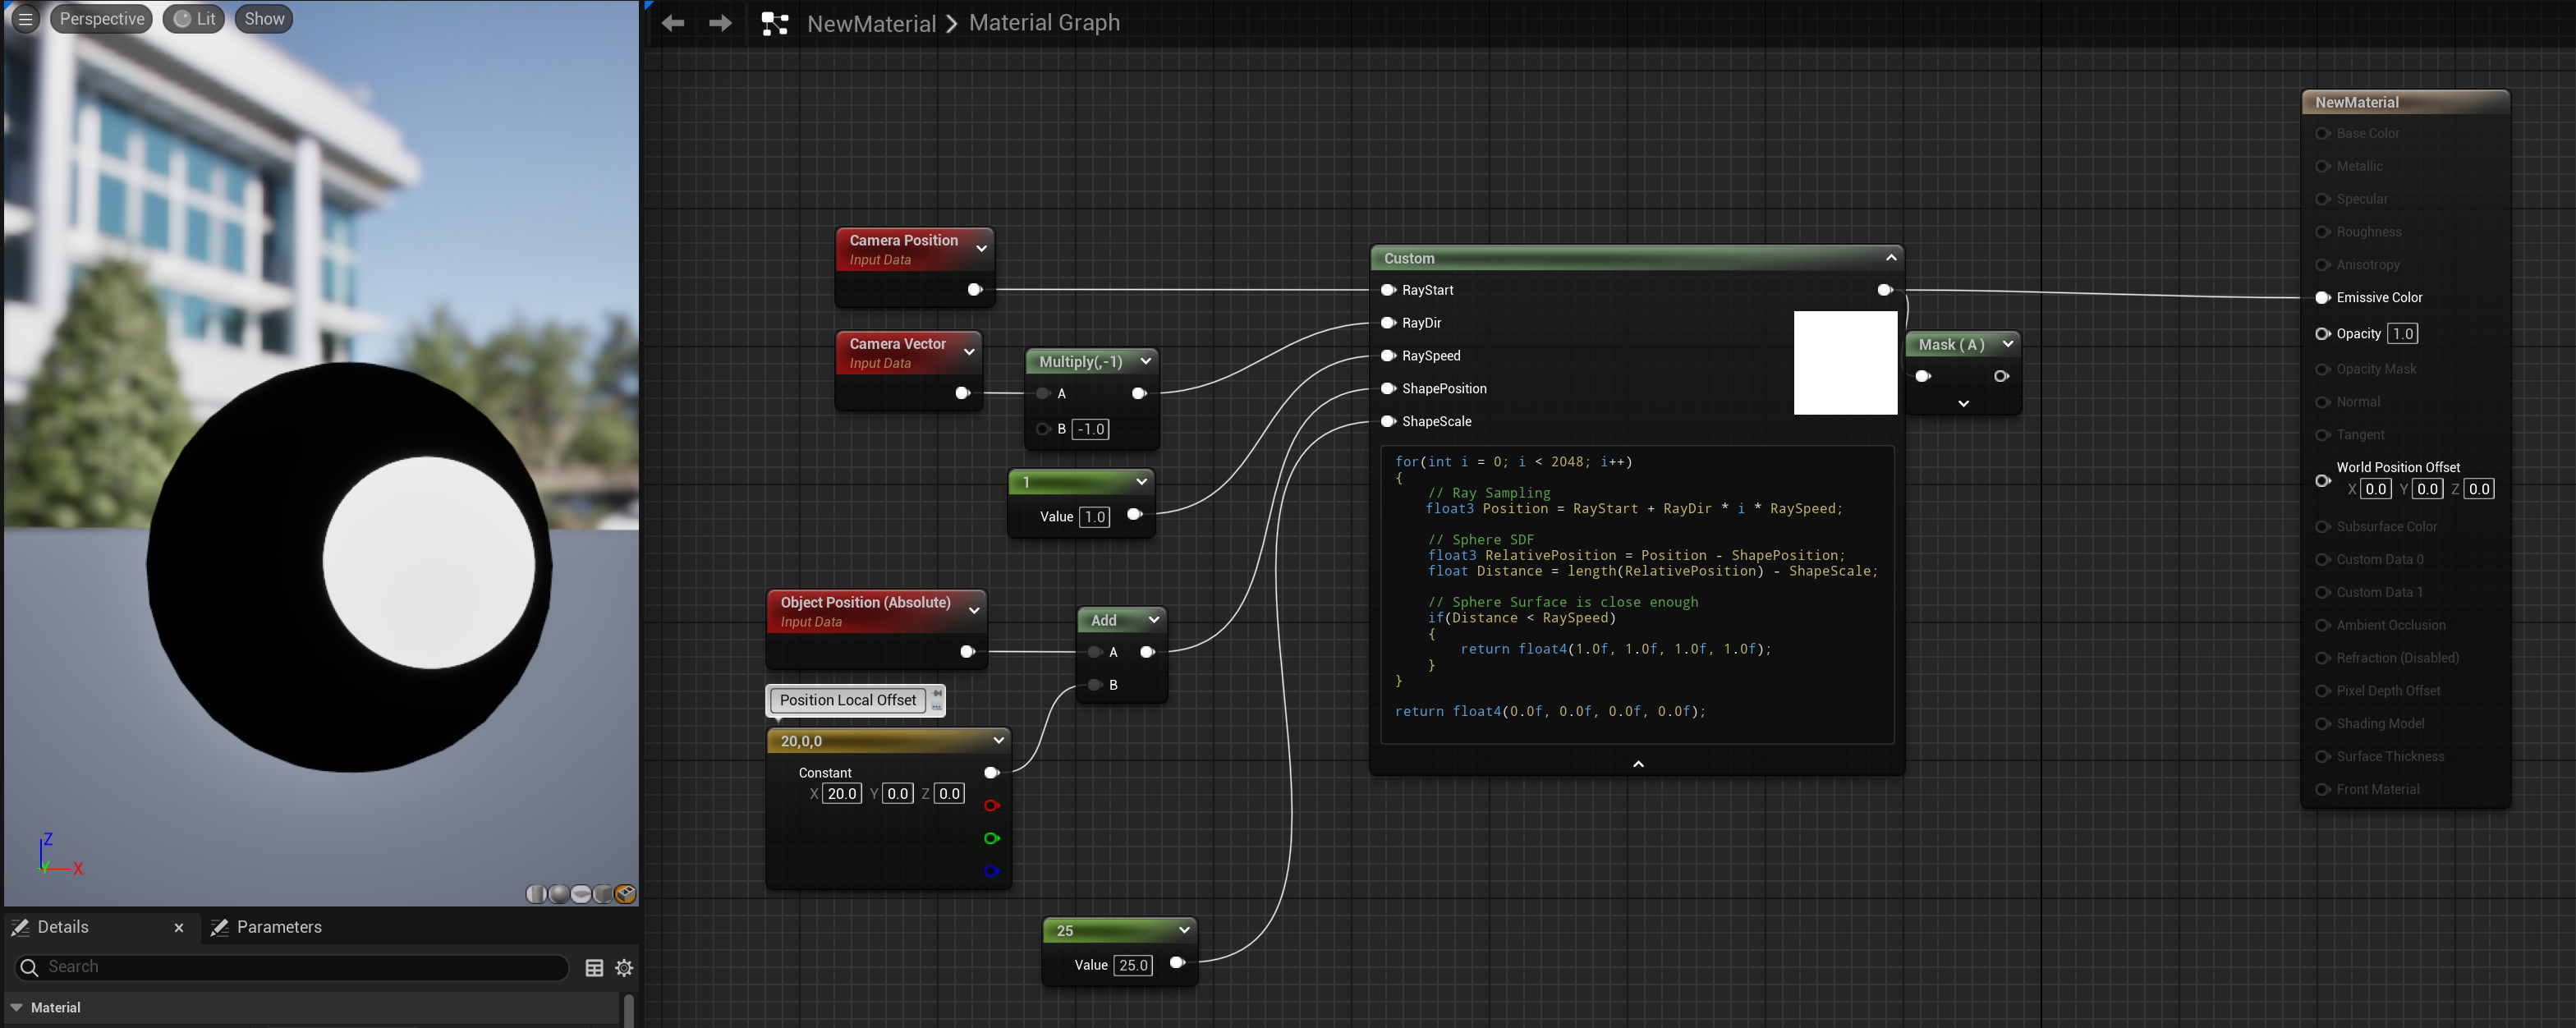 Perspective
Lit
Show
NewMaterial
Material Graph
Camera Position
Input Data
Camera Vector
Input Data
Multiply(,-1)
A
B -1.0
1
Value 1.0
Object Position (Absolute)
Input Data
Add
A
B
Position Local Offset
20,0,0
Constant
X 20.0 Y 0.0 Z 0.0
25
Value 25.0
Custom
RayStart
RayDir
RaySpeed
ShapePosition
ShapeScale
for(int i = 0; i < 2048; i++)
{
// Ray Sampling
float3 Position = RayStart + RayDir * i * RaySpeed;
// Sphere SDF
float3 RelativePosition = Position - ShapePosition;
float Distance = length(RelativePosition) - ShapeScale;
// Sphere Surface is close enough
if(Distance < RaySpeed)
{
return float4(1.0f, 1.0f, 1.0f, 1.0f);
}
}
return float4(0.0f, 0.0f, 0.0f, 0.0f);
Mask ( A )
NewMaterial
Base Color
Metallic
Specular
Roughness
Anisotropy
Emissive Color
Opacity 1.0
Opacity Mask
Normal
Tangent
World Position Offset
X 0.0 Y 0.0 Z 0.0
Subsurface Color
Custom Data 0
Custom Data 1
Ambient Occlusion
Refraction (Disabled)
Pixel Depth Offset
Shading Model
Surface Thickness
Front Material
Z
Y
X
Details
Parameters
Search
Material